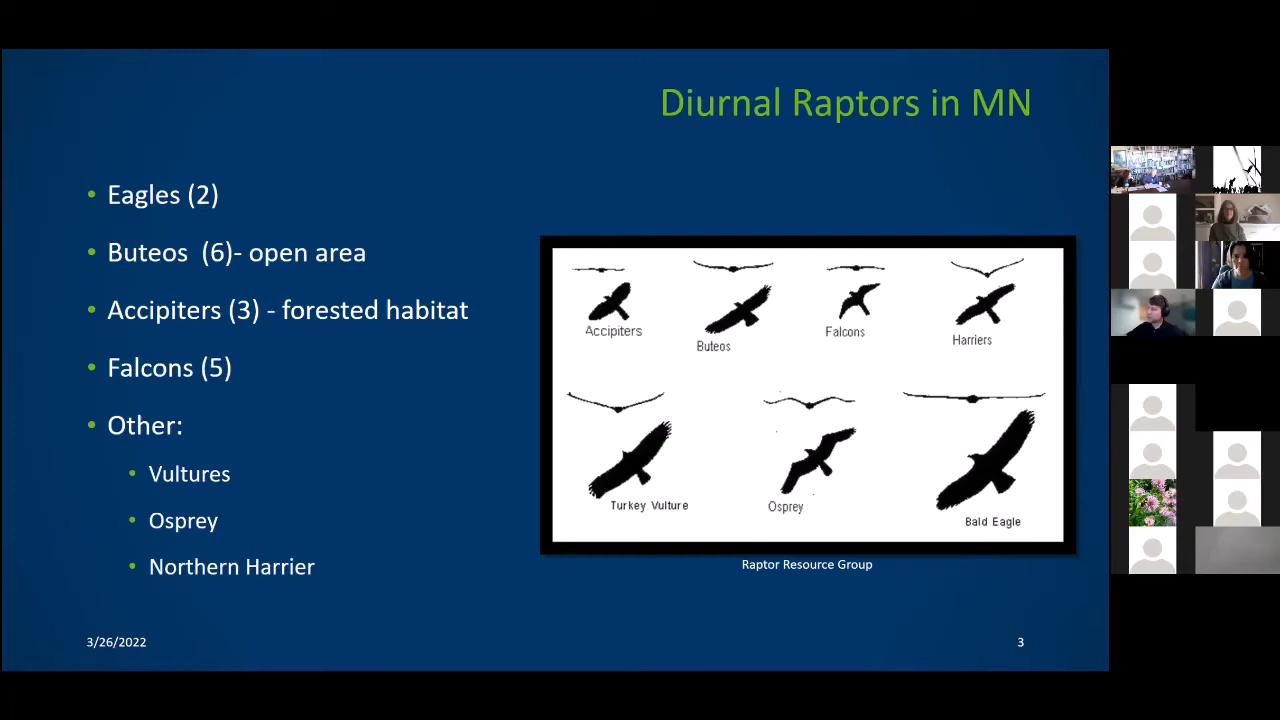 Diurnal Raptors in MN
• Eagles (2)
• Buteos (6)- open area
• Accipiters (3) - forested habitat
• Falcons (5)
• Other:
• Vultures
• Osprey
• Northern Harrier
Accipiters
Buteos
Falcons
Harriers
Turkey Vulture
Osprey
Bald Eagle
Raptor Resource Group
3/26/2022
3